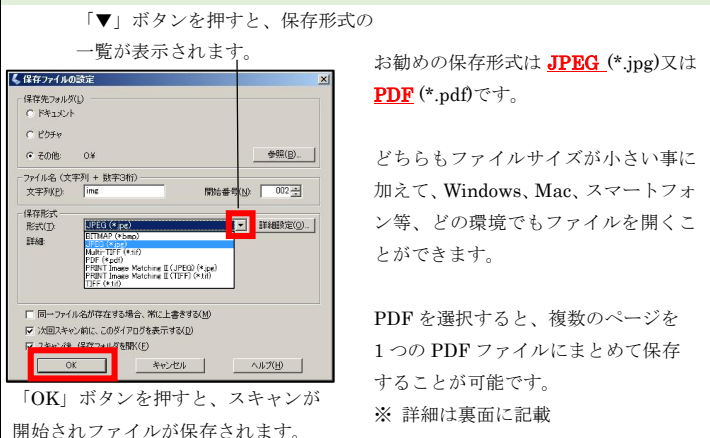 「▼」ボタンを押すと、保存形式の
一覧が表示されます。
保存ファイルの設定
保存先フォルダ(L)
ドキュメント
ピクチャ
その他: O:¥
参照(B)...
ファイル名 (文字列 + 数字3桁)
文字列(P): img
開始番号(N): 002
保存形式
形式(T): JPEG (*.jpg)
詳細設定(O)...
詳細:
BITMAP (*.bmp)
JPEG (*.jpg)
Multi-TIFF (*.tif)
PDF (*.pdf)
PRINT Image Matching II (JPEG) (*.jpg)
PRINT Image Matching II (TIFF) (*.tif)
TIFF (*.tif)
同一ファイル名が存在する場合、常に上書きする(M)
次回スキャン前に、このダイアログを表示する(D)
スキャン後、保存フォルダを開く(F)
OK
キャンセル
ヘルプ(H)
「OK」ボタンを押すと、スキャンが
開始されファイルが保存されます。
お勧めの保存形式は JPEG (*.jpg)又は
PDF (*.pdf)です。
どちらもファイルサイズが小さい事に
加えて、Windows、Mac、スマートフォ
ン等、どの環境でもファイルを開くこ
とができます。
PDF を選択すると、複数のページを
1 つの PDF ファイルにまとめて保存
することが可能です。
※ 詳細は裏面に記載